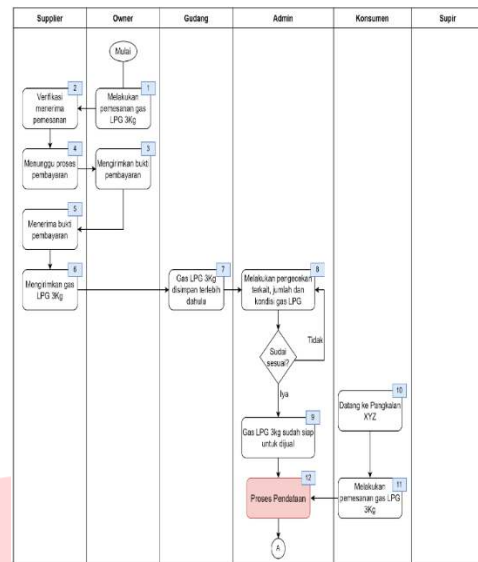 Supplier
Owner
Gudang
Admin
Konsumen
Supir
Mulai
2
Verifikasi
menerima
pemesanan
1
Melakukan
pemesanan gas
LPG 3Kg
4
Menunggu proses
pembayaran
3
Mengirimkan bukti
pembayaran
5
Menerima bukti
pembayaran
6
Mengirimkan gas
LPG 3Kg
7
Gas LPG 3Kg
disimpan terlebih
dahulu
8
Melakukan pengecekan
terkait, jumlah dan
kondisi gas LPG
Tidak
Sudai
sesuai?
Iya
10
Datang ke Pangkalan
XYZ
9
Gas LPG 3kg sudah siap
untuk dijual
12
Proses Pendataan
11
Melakukan
pemesanan gas LPG
3Kg
A